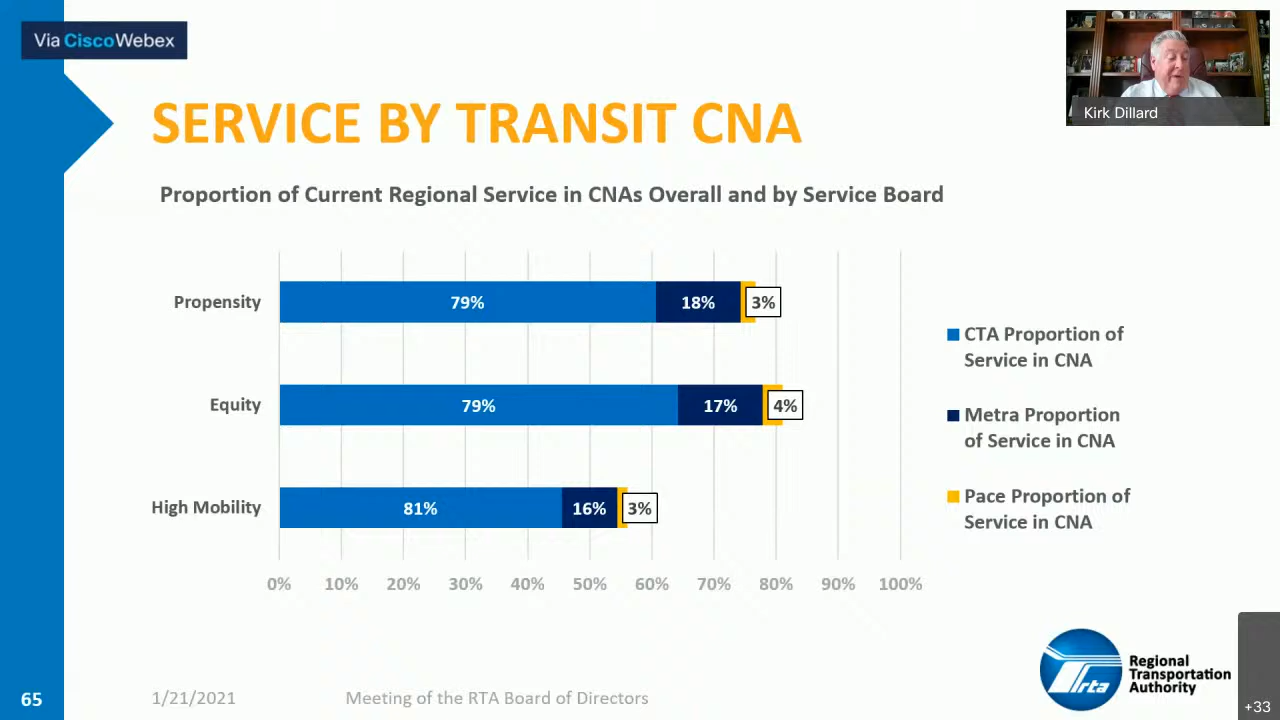 Via CiscoWebex
Kirk Dillard
SERVICE BY TRANSIT CNA
Proportion of Current Regional Service in CNAs Overall and by Service Board
Propensity
79%
18%
3%
Equity
79%
17%
4%
High Mobility
81%
16%
3%
0% 10% 20% 30% 40% 50% 60% 70% 80% 90% 100%
CTA Proportion of
Service in CNA
Metra Proportion
of Service in CNA
Pace Proportion of
Service in CNA
rta
Regional
Transportation
Authority
65
1/21/2021
Meeting of the RTA Board of Directors
+33